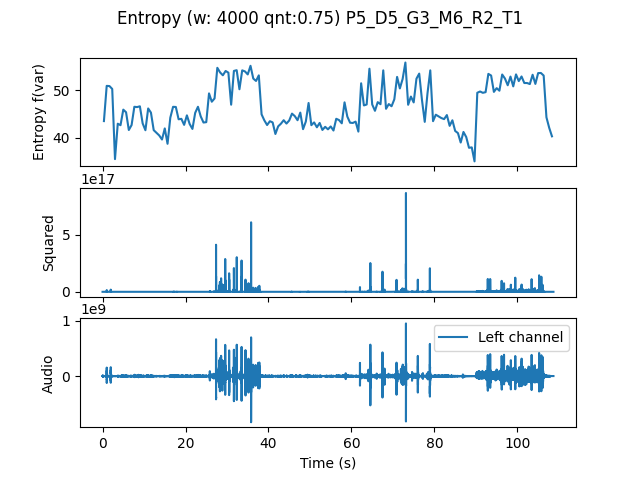 Entropy (w: 4000 qnt:0.75) P5_D5_G3_M6_R2_T1
Entropy f(var)
50
40
1e17
Squared
5
0
1e9
Audio
1
0
Left channel
0
20
40
60
80
100
Time (s)